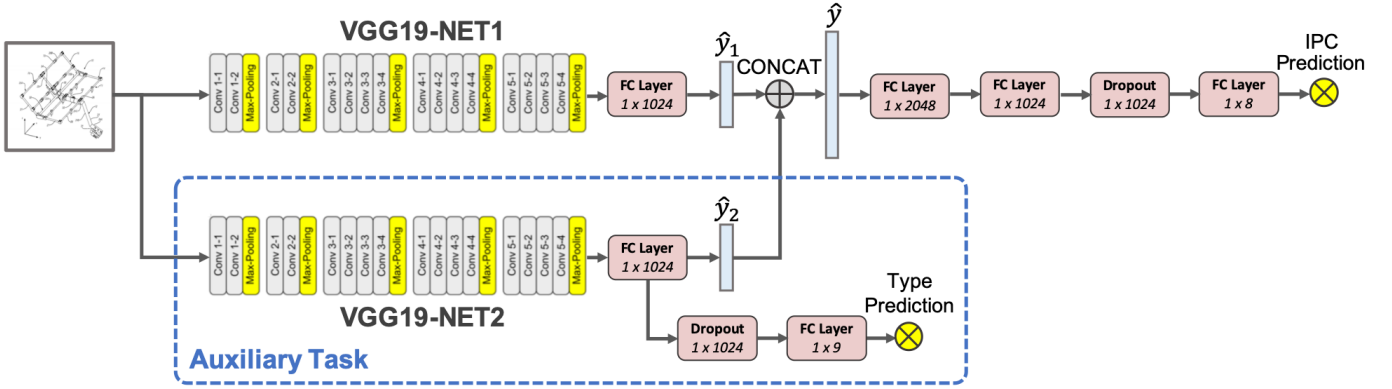 VGG19-NET1
Conv 1-1
Conv 1-2
Max-Pooling
Conv 2-1
Conv 2-2
Max-Pooling
Conv 3-1
Conv 3-2
Conv 3-3
Conv 3-4
Max-Pooling
Conv 4-1
Conv 4-2
Conv 4-3
Conv 4-4
Max-Pooling
Conv 5-1
Conv 5-2
Conv 5-3
Conv 5-4
Max-Pooling
FC Layer
1 x 1024
ŷ₁
CONCAT
ŷ
FC Layer
1 x 2048
FC Layer
1 x 1024
Dropout
1 x 1024
FC Layer
1 x 8
IPC
Prediction
Conv 1-1
Conv 1-2
Max-Pooling
Conv 2-1
Conv 2-2
Max-Pooling
Conv 3-1
Conv 3-2
Conv 3-3
Conv 3-4
Max-Pooling
Conv 4-1
Conv 4-2
Conv 4-3
Conv 4-4
Max-Pooling
Conv 5-1
Conv 5-2
Conv 5-3
Conv 5-4
Max-Pooling
VGG19-NET2
FC Layer
1 x 1024
ŷ₂
Dropout
1 x 1024
FC Layer
1 x 9
Type
Prediction
Auxiliary Task